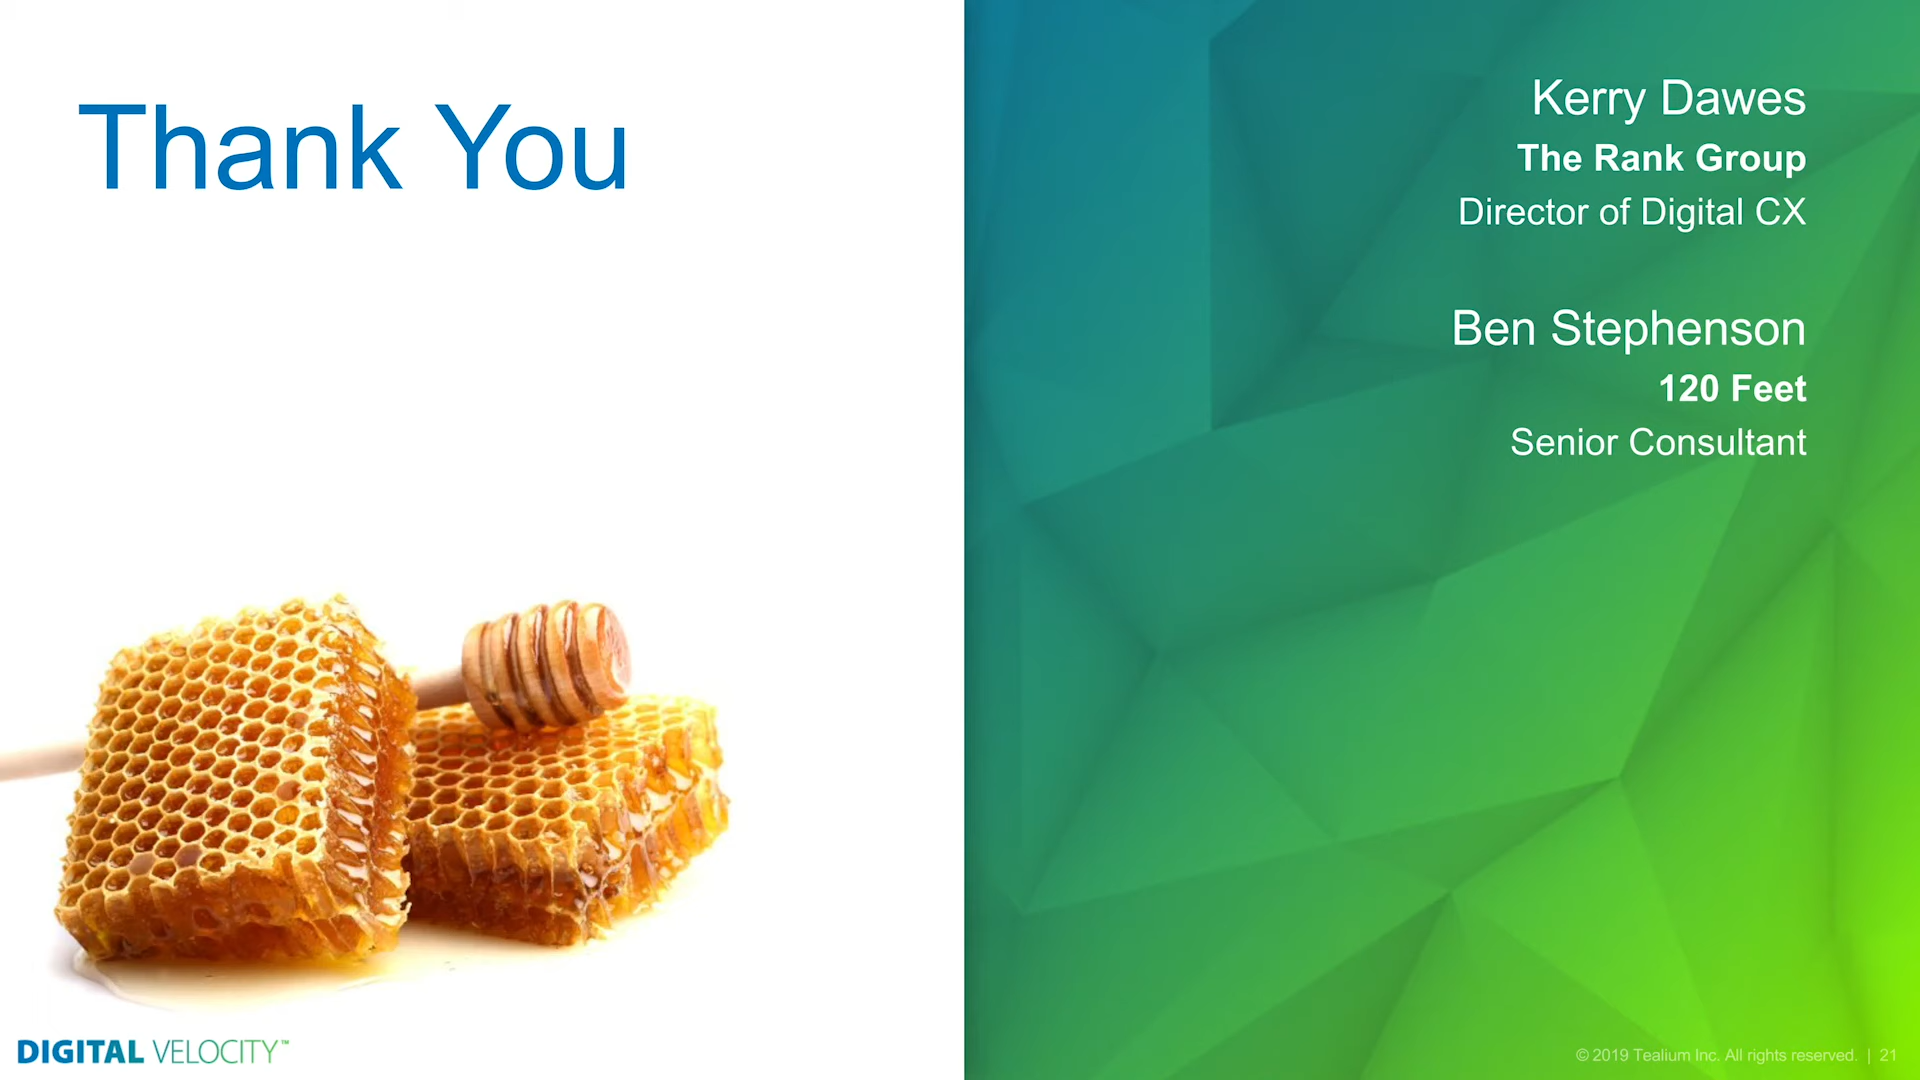 Thank You
Kerry Dawes
The Rank Group
Director of Digital CX
Ben Stephenson
120 Feet
Senior Consultant
DIGITAL VELOCITY™
© 2019 Tealium Inc. All rights reserved. | 21